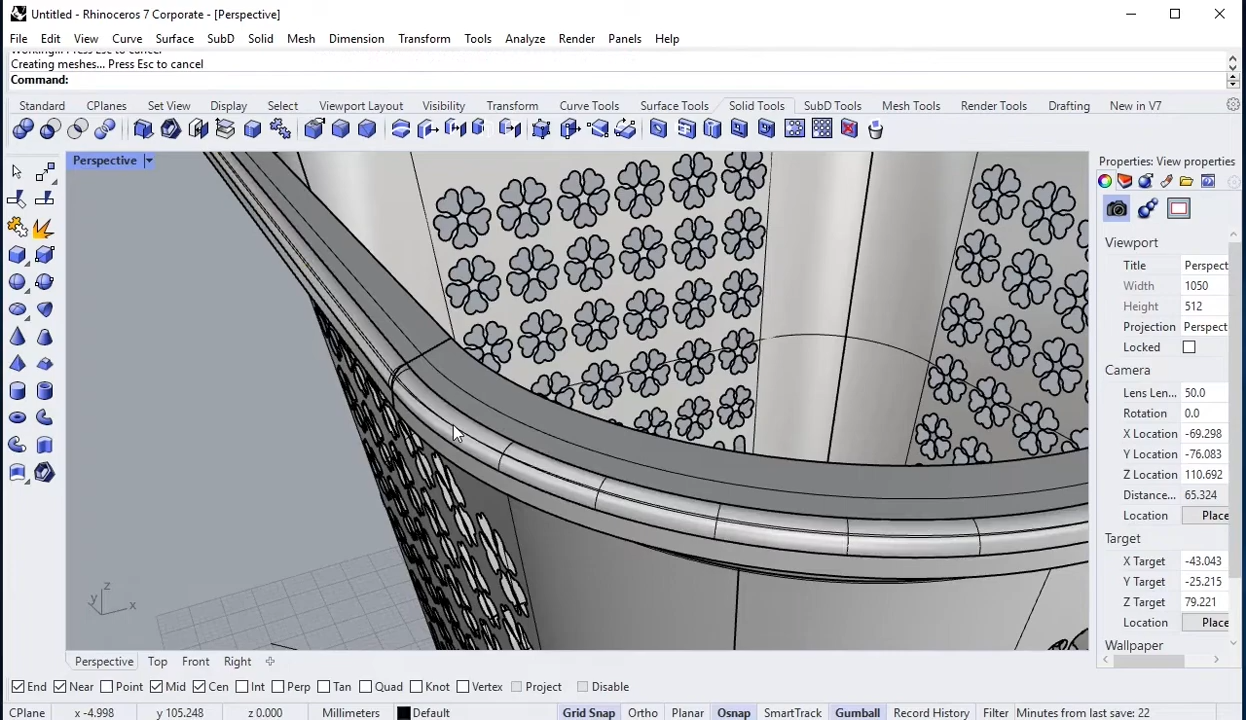 Untitled - Rhinoceros 7 Corporate - [Perspective]
File Edit View Curve Surface SubD Solid Mesh Dimension Transform Tools Analyze Render Panels Help
Working... Press Esc to cancel
Creating meshes... Press Esc to cancel
Command:
Standard CPlanes Set View Display Select Viewport Layout Visibility Transform Curve Tools Surface Tools Solid Tools SubD Tools Mesh Tools Render Tools Drafting New in V7
Perspective
Properties: View properties
Viewport
Title Perspect
Width 1050
Height 512
Projection Perspect
Locked
Camera
Lens Len... 50.0
Rotation 0.0
X Location -69.298
Y Location -76.083
Z Location 110.692
Distance... 65.324
Location Place
Target
X Target -43.043
Y Target -25.215
Z Target 79.221
Location Place
Wallpaper
z
y
x
Perspective Top Front Right
End Near Point Mid Cen Int Perp Tan Quad Knot Vertex Project Disable
CPlane x -4.998 y 105.248 z 0.000 Millimeters Default Grid Snap Ortho Planar Osnap SmartTrack Gumball Record History Filter Minutes from last save: 22